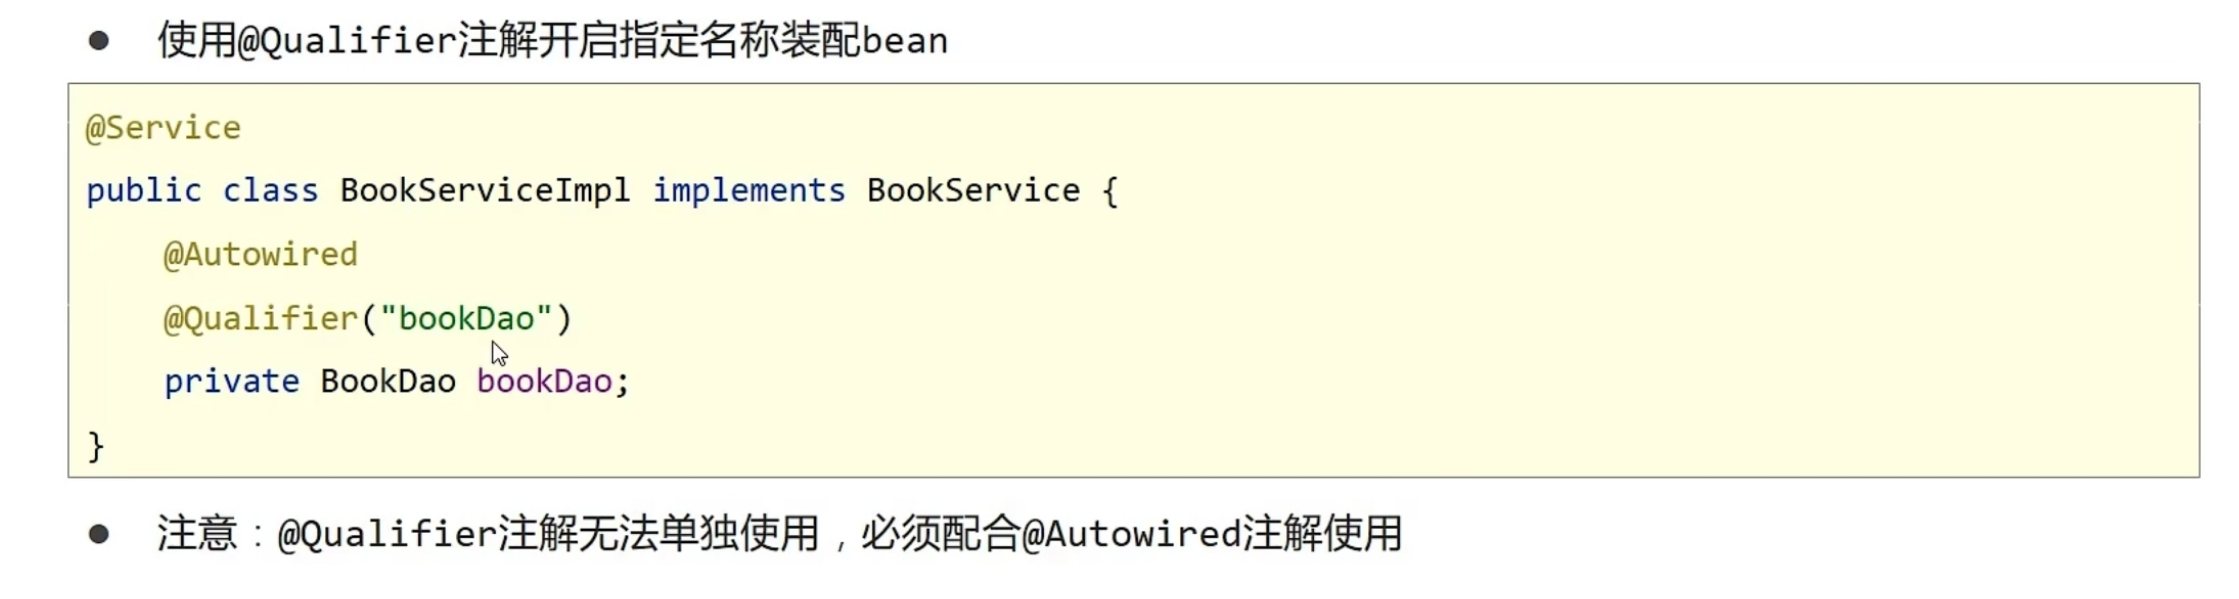 ● 使用@Qualifier注解开启指定名称装配bean
@Service
public class BookServiceImpl implements BookService {
    @Autowired
    @Qualifier("bookDao")
    private BookDao bookDao;
}
● 注意：@Qualifier注解无法单独使用，必须配合@Autowired注解使用